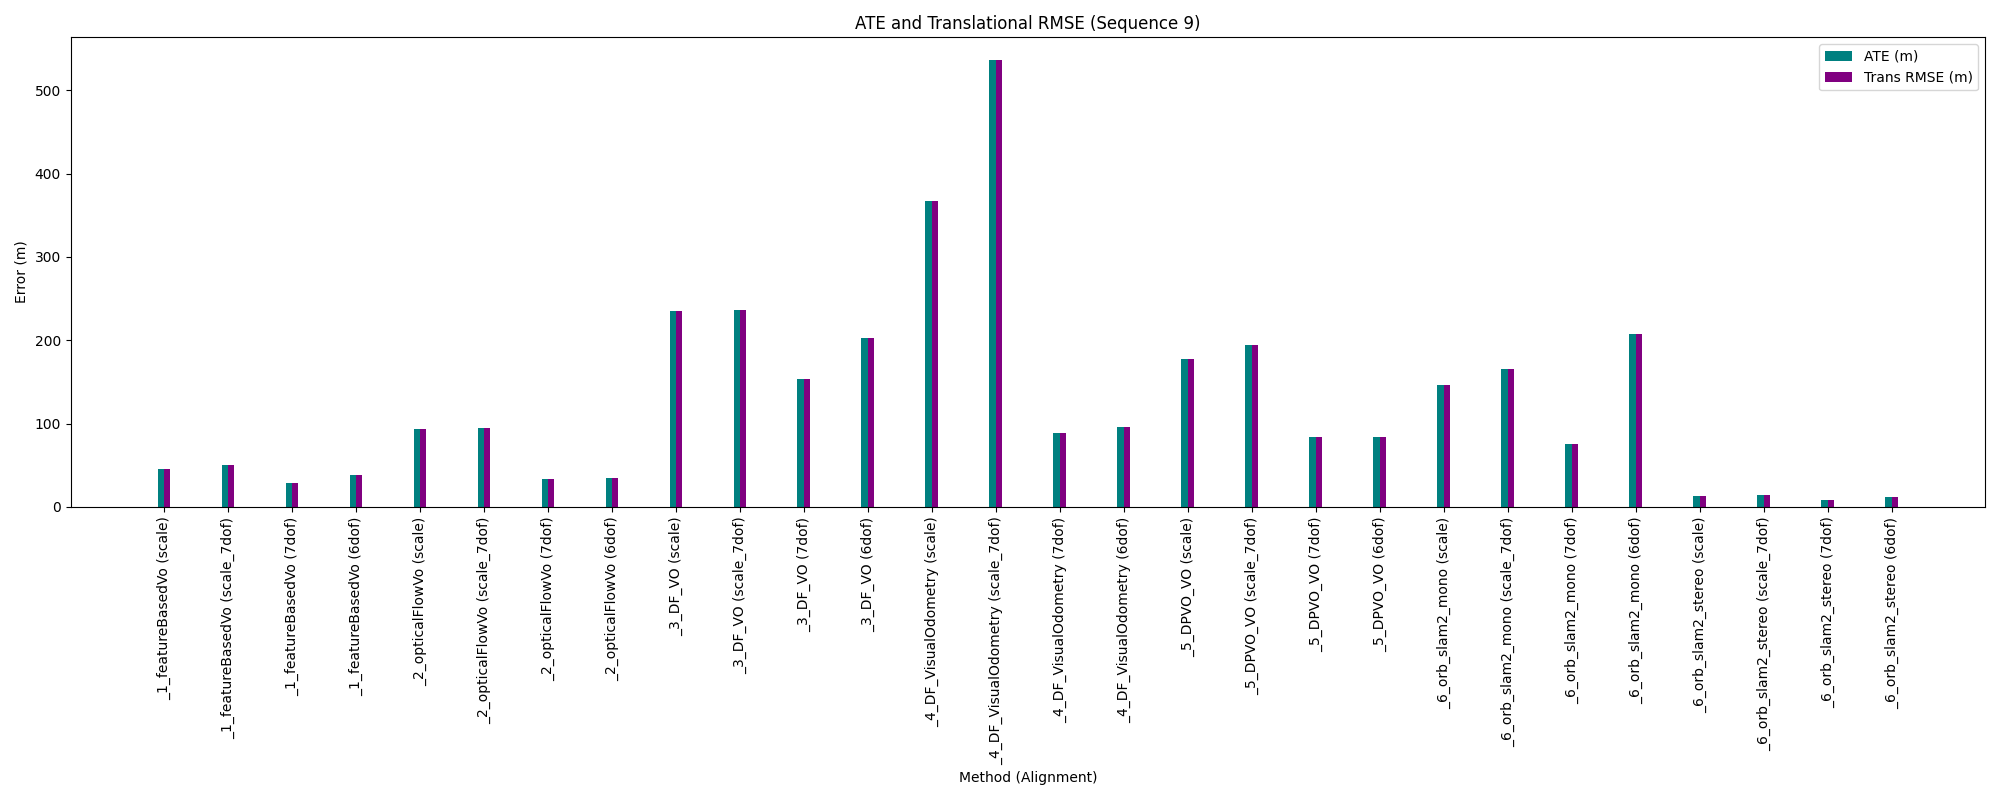 ATE and Translational RMSE (Sequence 9)
ATE (m)
Trans RMSE (m)
Error (m)
500
400
300
200
100
0
_1_featureBasedVo (scale)
_1_featureBasedVo (scale_7dof)
_1_featureBasedVo (7dof)
_1_featureBasedVo (6dof)
_2_opticalFlowVo (scale)
_2_opticalFlowVo (scale_7dof)
_2_opticalFlowVo (7dof)
_2_opticalFlowVo (6dof)
_3_DF_VO (scale)
_3_DF_VO (scale_7dof)
_3_DF_VO (7dof)
_3_DF_VO (6dof)
_4_DF_VisualOdometry (scale)
_4_DF_VisualOdometry (scale_7dof)
_4_DF_VisualOdometry (7dof)
_4_DF_VisualOdometry (6dof)
_5_DPVO_VO (scale)
_5_DPVO_VO (scale_7dof)
_5_DPVO_VO (7dof)
_5_DPVO_VO (6dof)
_6_orb_slam2_mono (scale)
_6_orb_slam2_mono (scale_7dof)
_6_orb_slam2_mono (7dof)
_6_orb_slam2_mono (6dof)
_6_orb_slam2_stereo (scale)
_6_orb_slam2_stereo (scale_7dof)
_6_orb_slam2_stereo (7dof)
_6_orb_slam2_stereo (6dof)
Method (Alignment)